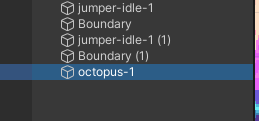 jumper-idle-1
Boundary
jumper-idle-1 (1)
Boundary (1)
octopus-1